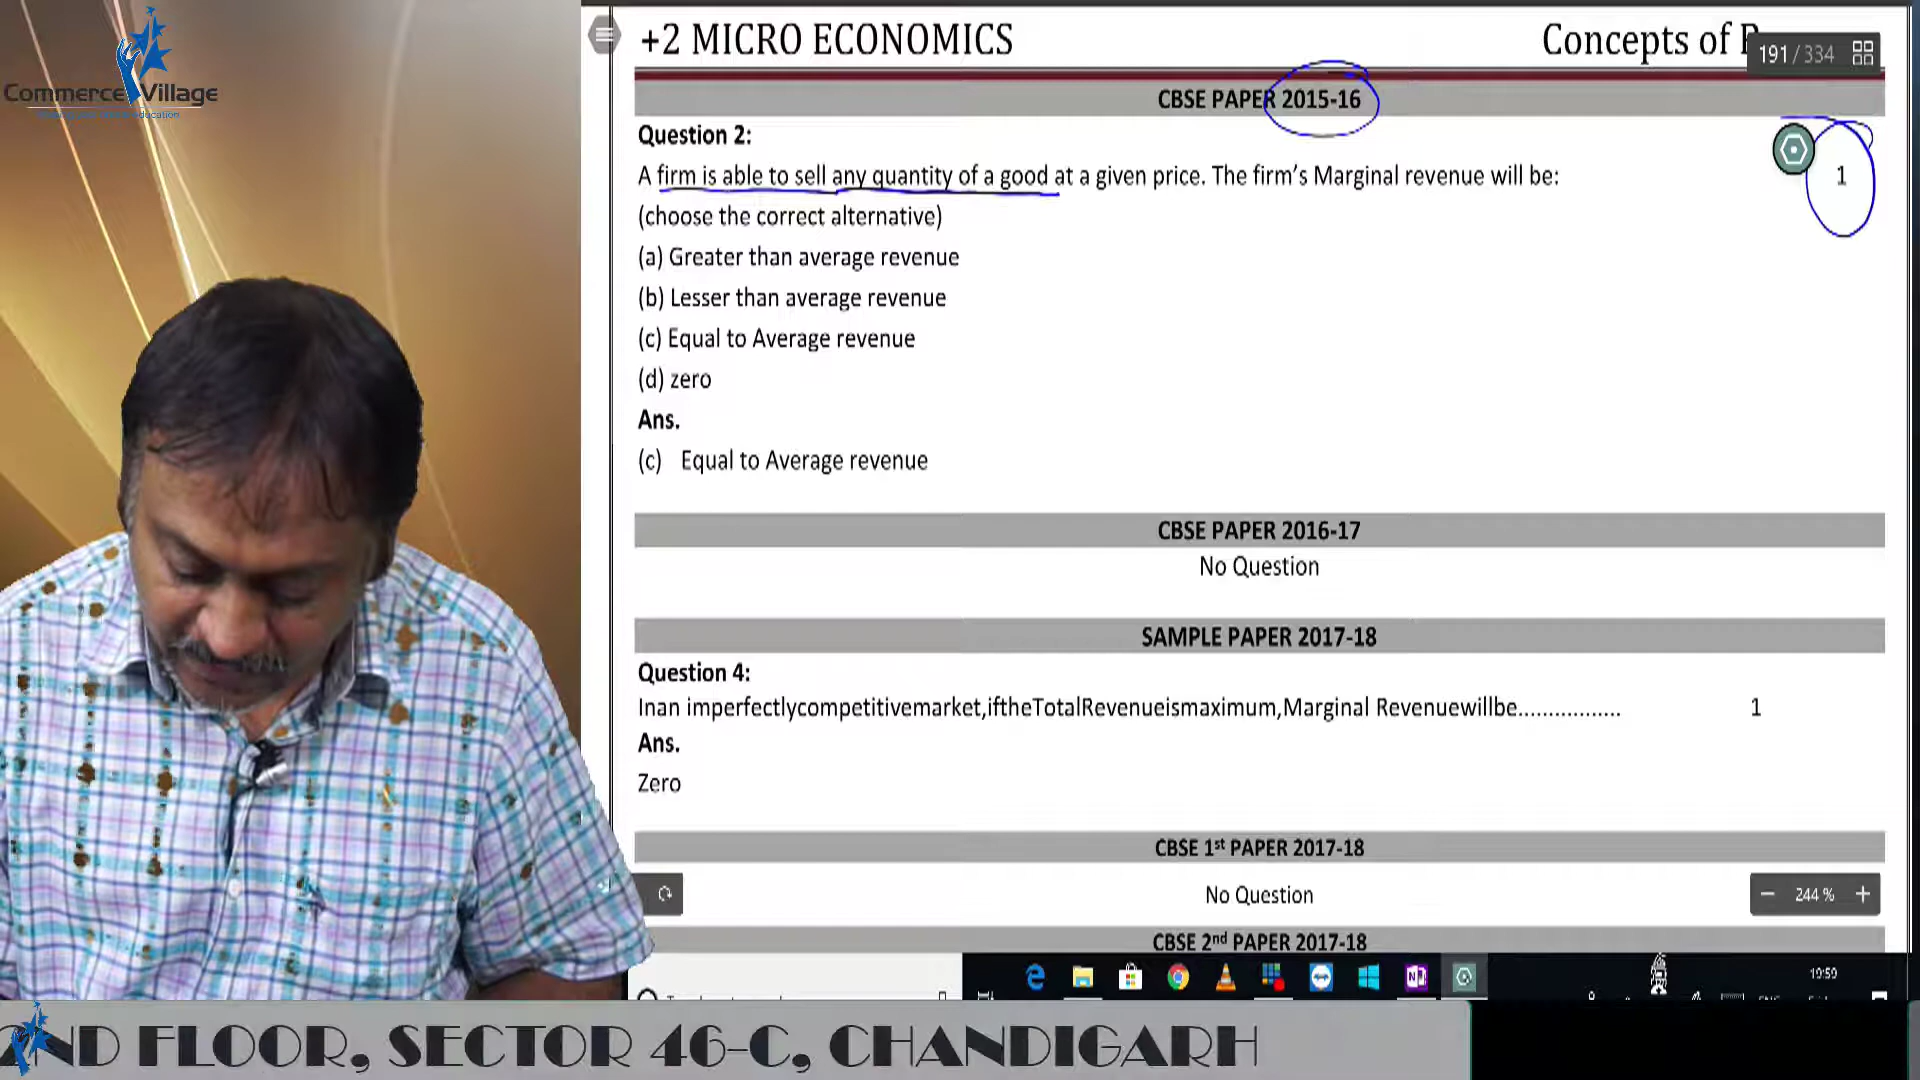 Commerce Village
+2 MICRO ECONOMICS
Concepts of
191 / 334
CBSE PAPER 2015-16
Question 2:
A firm is able to sell any quantity of a good at a given price. The firm's Marginal revenue will be:
1
(choose the correct alternative)
(a) Greater than average revenue
(b) Lesser than average revenue
(c) Equal to Average revenue
(d) zero
Ans.
(c) Equal to Average revenue
CBSE PAPER 2016-17
No Question
SAMPLE PAPER 2017-18
Question 4:
Inan imperfectlycompetitivemarket,iftheTotalRevenueismaximum,Marginal Revenuewillbe.................
1
Ans.
Zero
CBSE 1st PAPER 2017-18
No Question
244 %
CBSE 2nd PAPER 2017-18
19:59
2ND FLOOR, SECTOR 46-C, CHANDIGARH